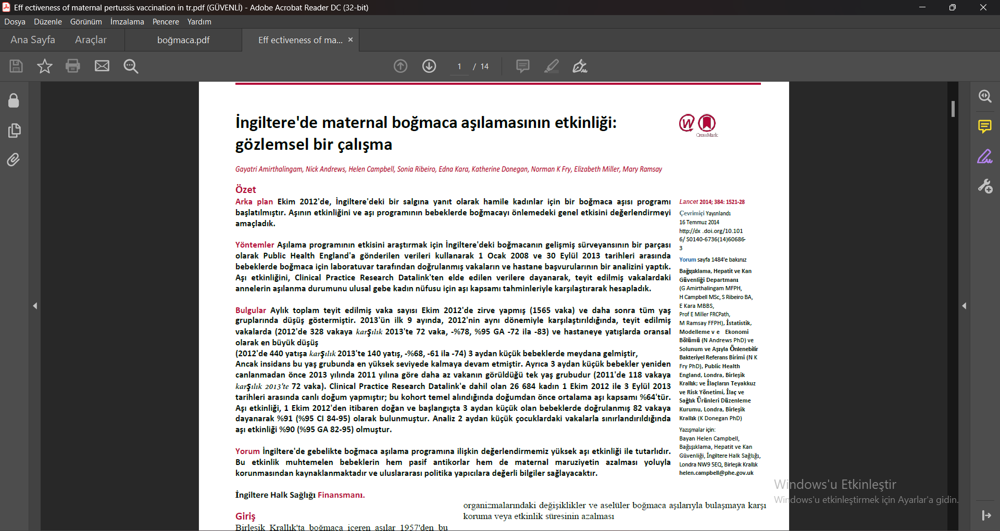 Eff ectiveness of maternal pertussis vaccination in tr.pdf (GÜVENLİ) - Adobe Acrobat Reader DC (32-bit)
Dosya Düzenle Görünüm İmzalama Pencere Yardım
Ana Sayfa Araçlar boğmaca.pdf Eff ectiveness of ma... ×
1 / 14
İngiltere'de maternal boğmaca aşılamasının etkinliği:
gözlemsel bir çalışma
CrossMark
Gayatri Amirthalingam, Nick Andrews, Helen Campbell, Sonia Ribeiro, Edna Kara, Katherine Donegan, Norman K Fry, Elizabeth Miller, Mary Ramsay
Özet
Arka plan Ekim 2012'de, İngiltere'deki bir salgına yanıt olarak hamile kadınlar için bir boğmaca aşısı programı
başlatılmıştır. Aşının etkinliğini ve aşı programının bebeklerde boğmacayı önlemedeki genel etkisini değerlendirmeyi
amaçladık.
Yöntemler Aşılama programının etkisini araştırmak için İngiltere'deki boğmacanın gelişmiş sürveyansının bir parçası
olarak Public Health England'a gönderilen verileri kullanarak 1 Ocak 2008 ve 30 Eylül 2013 tarihleri arasında
bebeklerde boğmaca için laboratuvar tarafından doğrulanmış vakaların ve hastane başvurularının bir analizini yaptık.
Aşı etkinliğini, Clinical Practice Research Datalink'ten elde edilen verilere dayanarak, teyit edilmiş vakalardaki
annelerin aşılanma durumunu ulusal gebe kadın nüfusu için aşı kapsamı tahminleriyle karşılaştırarak hesapladık.
Bulgular Aylık toplam teyit edilmiş vaka sayısı Ekim 2012'de zirve yapmış (1565 vaka) ve daha sonra tüm yaş
gruplarında düşüş göstermiştir. 2013'ün ilk 9 ayında, 2012'nin aynı dönemiyle karşılaştırıldığında, teyit edilmiş
vakalarda (2012'de 328 vakaya karşılık 2013'te 72 vaka, -%78, %95 GA -72 ila -83) ve hastaneye yatışlarda oransal
olarak en büyük düşüş
(2012'de 440 yatışa karşılık 2013'te 140 yatış, -%68, -61 ila -74) 3 aydan küçük bebeklerde meydana gelmiştir,
Ancak insidans bu yaş grubunda en yüksek seviyede kalmaya devam etmiştir. Ayrıca 3 aydan küçük bebekler yeniden
canlanmadan önce 2013 yılında 2011 yılına göre daha az vakanın görüldüğü tek yaş grubudur (2011'de 118 vakaya
karşılık 2013'te 72 vaka). Clinical Practice Research Datalink'e dahil olan 26 684 kadın 1 Ekim 2012 ile 3 Eylül 2013
tarihleri arasında canlı doğum yapmıştır; bu kohort temel alındığında doğumdan önce ortalama aşı kapsamı %64'tür.
Aşı etkinliği, 1 Ekim 2012'den itibaren doğan ve başlangıçta 3 aydan küçük olan bebeklerde doğrulanmış 82 vakaya
dayanarak %91 (%95 CI 84-95) olarak bulunmuştur. Analiz 2 aydan küçük çocuklardaki vakalarla sınırlandırıldığında
aşı etkinliği %90 (%95 GA 82-95) olmuştur.
Yorum İngiltere'de gebelikte boğmaca aşılama programına ilişkin değerlendirmemiz yüksek aşı etkinliği ile tutarlıdır.
Bu etkinlik muhtemelen bebeklerin hem pasif antikorlar hem de maternal maruziyetin azalması yoluyla
korunmasından kaynaklanmaktadır ve uluslararası politika yapıcılara değerli bilgiler sağlayacaktır.
İngiltere Halk Sağlığı Finansmanı.
Giriş
Birleşik Krallık'ta boğmaca içeren aşılar 1957'den bu
organizmalarındaki değişiklikler ve aselüler boğmaca aşılarıyla bulaşmaya karşı
koruma veya etkinlik süresinin azalması
Lancet 2014; 384: 1521-28
Çevrimiçi Yayınlandı
16 Temmuz 2014
http://dx .doi.org/10.101
6/ S0140-6736(14)60686-
3
Yorum sayfa 1484'e bakınız
Bağışıklama, Hepatit ve Kan
Güvenliği Departmanı
(G Amirthalingam MFPH,
H Campbell MSc, S Ribeiro BA,
E Kara MBBS,
Prof E Miller FRCPath,
M Ramsay FFPH), İstatistik,
Modelleme v e Ekonomi
Bölümü (N Andrews PhD) ve
Solunum ve Aşıyla Önlenebilir
Bakteriyel Referans Birimi (N K
Fry PhD), Public Health
England, Londra, Birleşik
Krallık; ve İlaçların Teyakkuz
ve Risk Yönetimi, İlaç ve
Sağlık Ürünleri Düzenleme
Kurumu, Londra, Birleşik
Krallık (K Donegan PhD)
Yazışmalar için:
Bayan Helen Campbell,
Bağışıklama, Hepatit ve Kan
Güvenliği, İngiltere Halk Sağlığı,
Londra NW9 5EQ, Birleşik Krallık
helen.campbell@phe.gov.uk
Windows'u Etkinleştir
Windows'u etkinleştirmek için Ayarlar'a gidin.